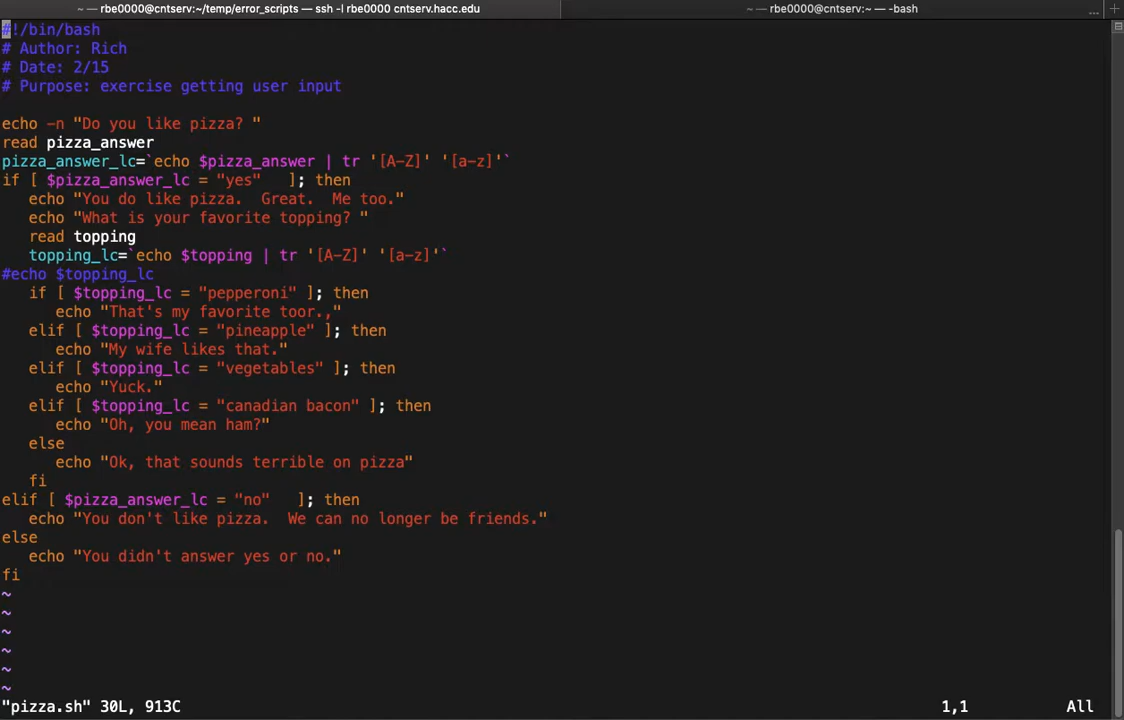 ~ — rbe0000@cntserv:~/temp/error_scripts — ssh -l rbe0000 cntserv.hacc.edu
~ — rbe0000@cntserv:~ — -bash
#!/bin/bash
# Author: Rich
# Date: 2/15
# Purpose: exercise getting user input

echo -n "Do you like pizza? "
read pizza_answer
pizza_answer_lc=`echo $pizza_answer | tr '[A-Z]' '[a-z]'`
if [ $pizza_answer_lc = "yes"   ]; then
   echo "You do like pizza.  Great.  Me too."
   echo "What is your favorite topping? "
   read topping
   topping_lc=`echo $topping | tr '[A-Z]' '[a-z]'`
#echo $topping_lc
   if [ $topping_lc = "pepperoni" ]; then
      echo "That's my favorite toor.,"
   elif [ $topping_lc = "pineapple" ]; then
      echo "My wife likes that."
   elif [ $topping_lc = "vegetables" ]; then
      echo "Yuck."
   elif [ $topping_lc = "canadian bacon" ]; then
      echo "Oh, you mean ham?"
   else
      echo "Ok, that sounds terrible on pizza"
   fi
elif [ $pizza_answer_lc = "no"   ]; then
   echo "You don't like pizza.  We can no longer be friends."
else
   echo "You didn't answer yes or no."
fi
~
~
~
~
~
~
"pizza.sh" 30L, 913C 1,1 All